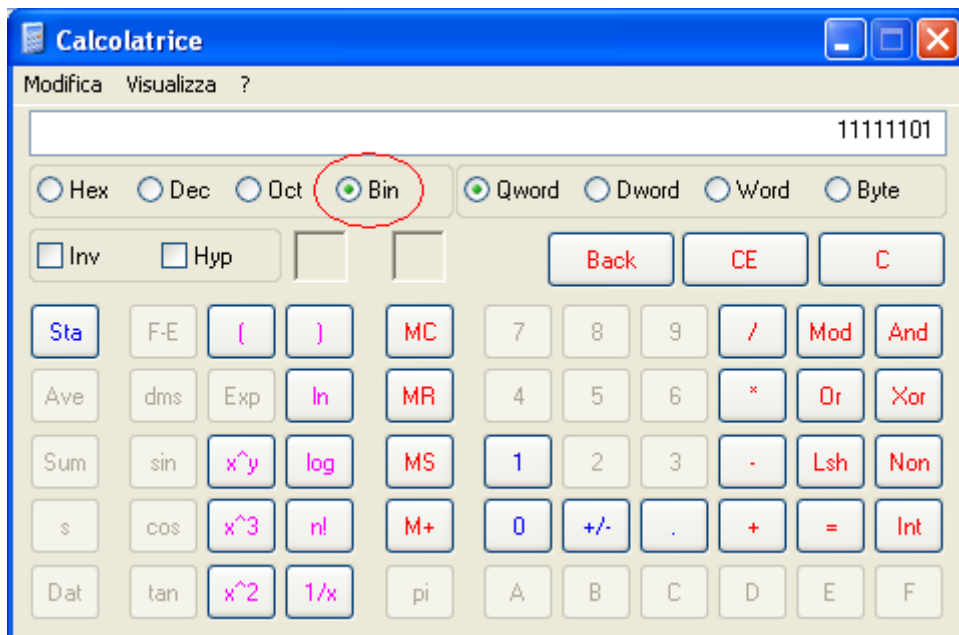 Calcolatrice
Modifica Visualizza ?
11111101
Hex Dec Oct Bin Qword Dword Word Byte
Inv Hyp Back CE C
Sta F-E ( ) MC 7 8 9 / Mod And
Ave dms Exp ln MR 4 5 6 * Or Xor
Sum sin x^y log MS 1 2 3 - Lsh Non
s cos x^3 n! M+ 0 +/- . + = Int
Dat tan x^2 1/x pi A B C D E F